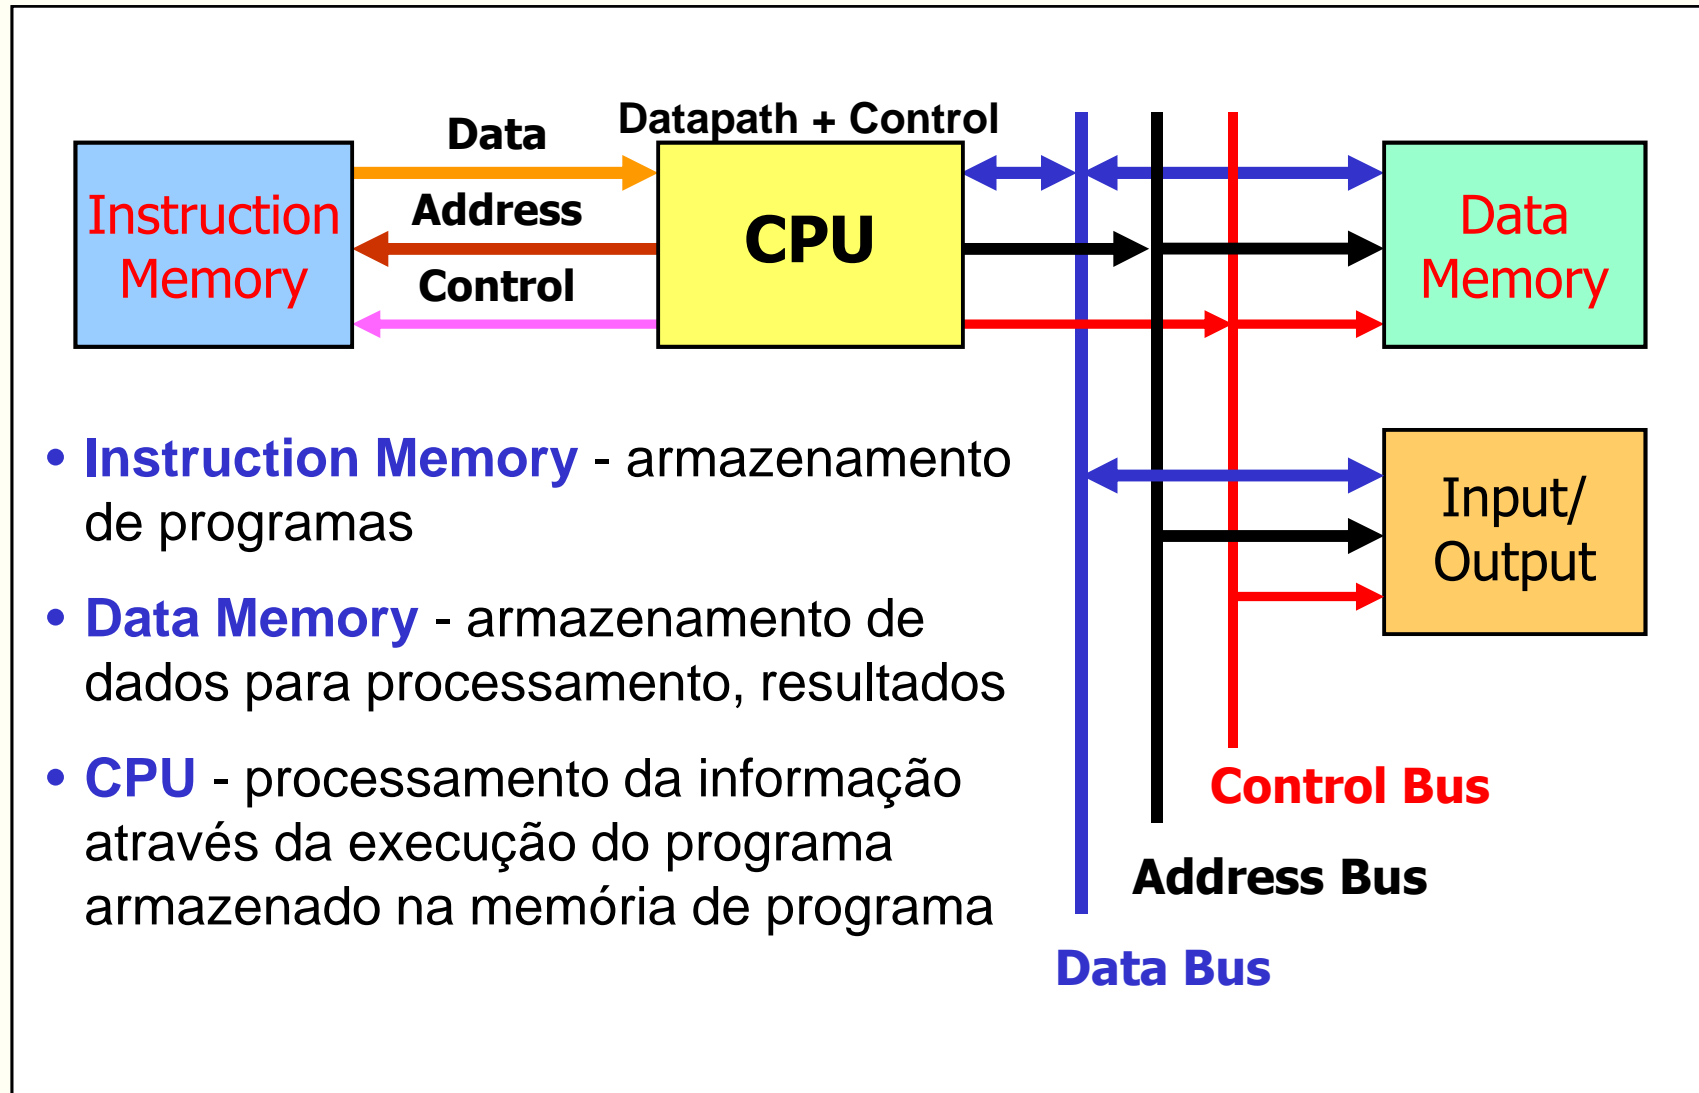 Datapath + Control
Data
Instruction
Memory
Address
Control
CPU
Data
Memory
Input/
Output
• Instruction Memory - armazenamento
de programas
• Data Memory - armazenamento de
dados para processamento, resultados
• CPU - processamento da informação
através da execução do programa
armazenado na memória de programa
Control Bus
Address Bus
Data Bus